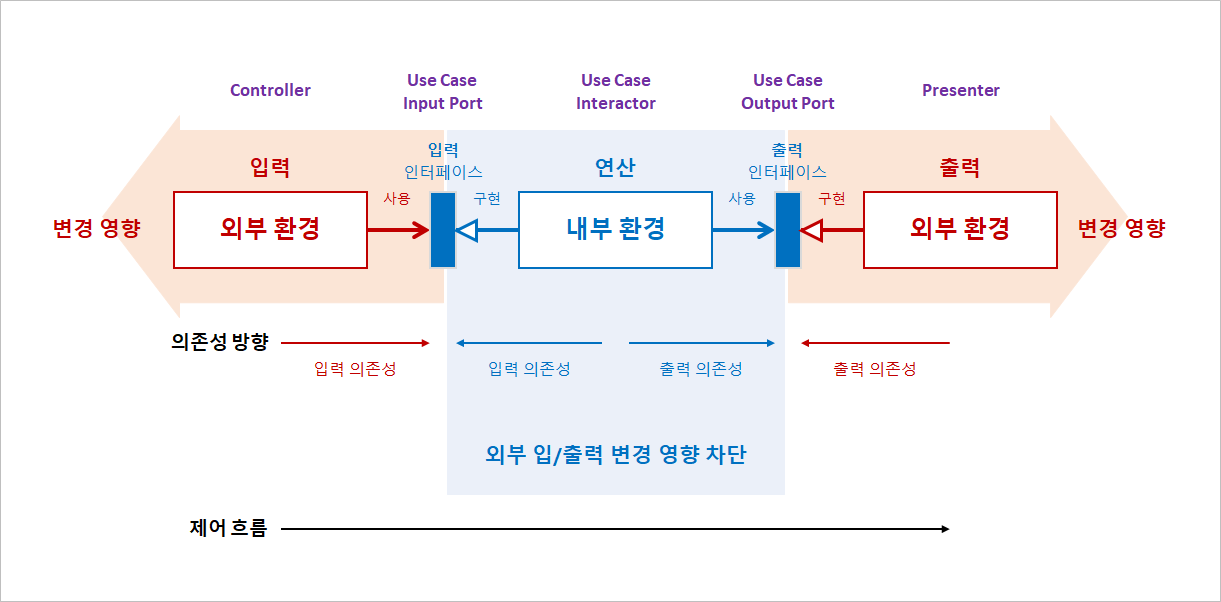 Controller
Use Case
Input Port
Use Case
Interactor
Use Case
Output Port
Presenter
입력
입력
인터페이스
연산
출력
인터페이스
출력
변경 영향
외부 환경
사용
구현
내부 환경
사용
구현
외부 환경
변경 영향
의존성 방향
입력 의존성
입력 의존성
출력 의존성
출력 의존성
외부 입/출력 변경 영향 차단
제어 흐름